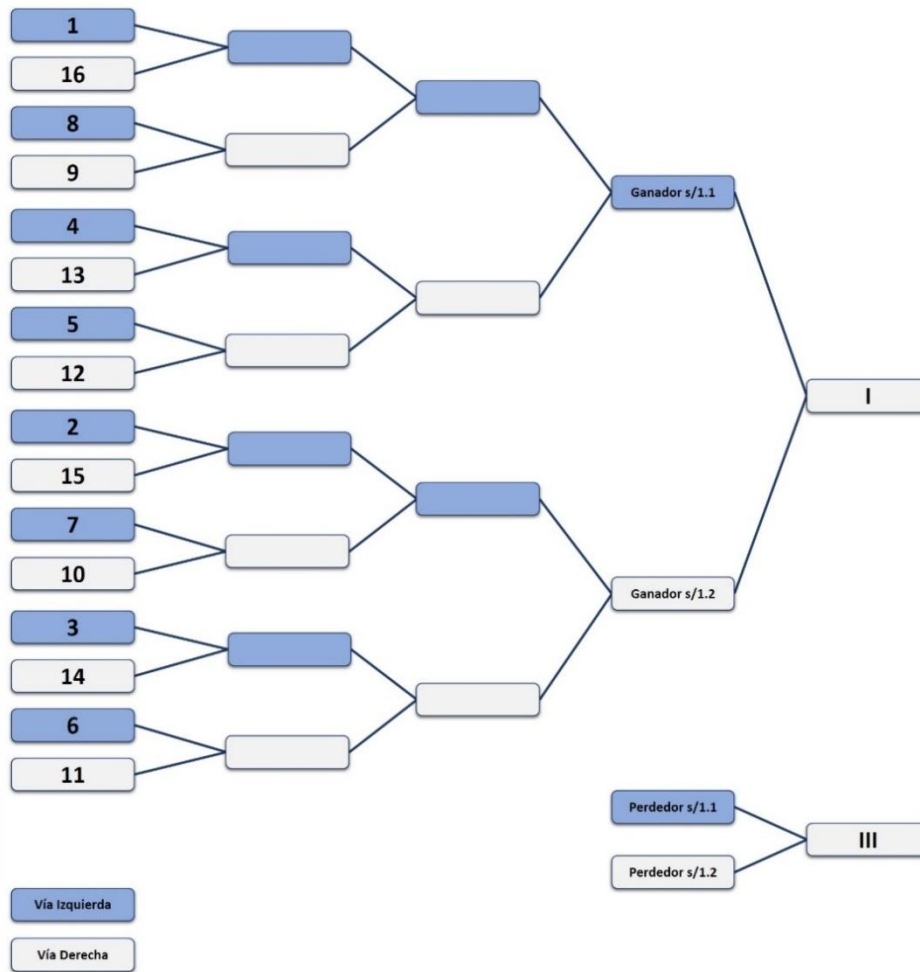 1
16
8
9
4
13
5
12
2
15
7
10
3
14
6
11
Ganador s/1.1
Ganador s/1.2
I
Perdedor s/1.1
Perdedor s/1.2
III
Vía Izquierda
Vía Derecha